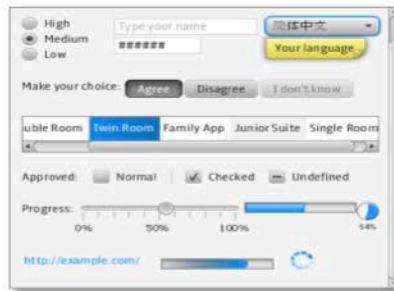 High
Medium
Low
Type your name
######
简体中文
Your language
Make your choice: Agree Disagree I don't know
uble Room Twin Room Family App Junior Suite Single Room
Approved: Normal Checked Undefined
Progress:
0% 50% 100%
54%
http://example.com/